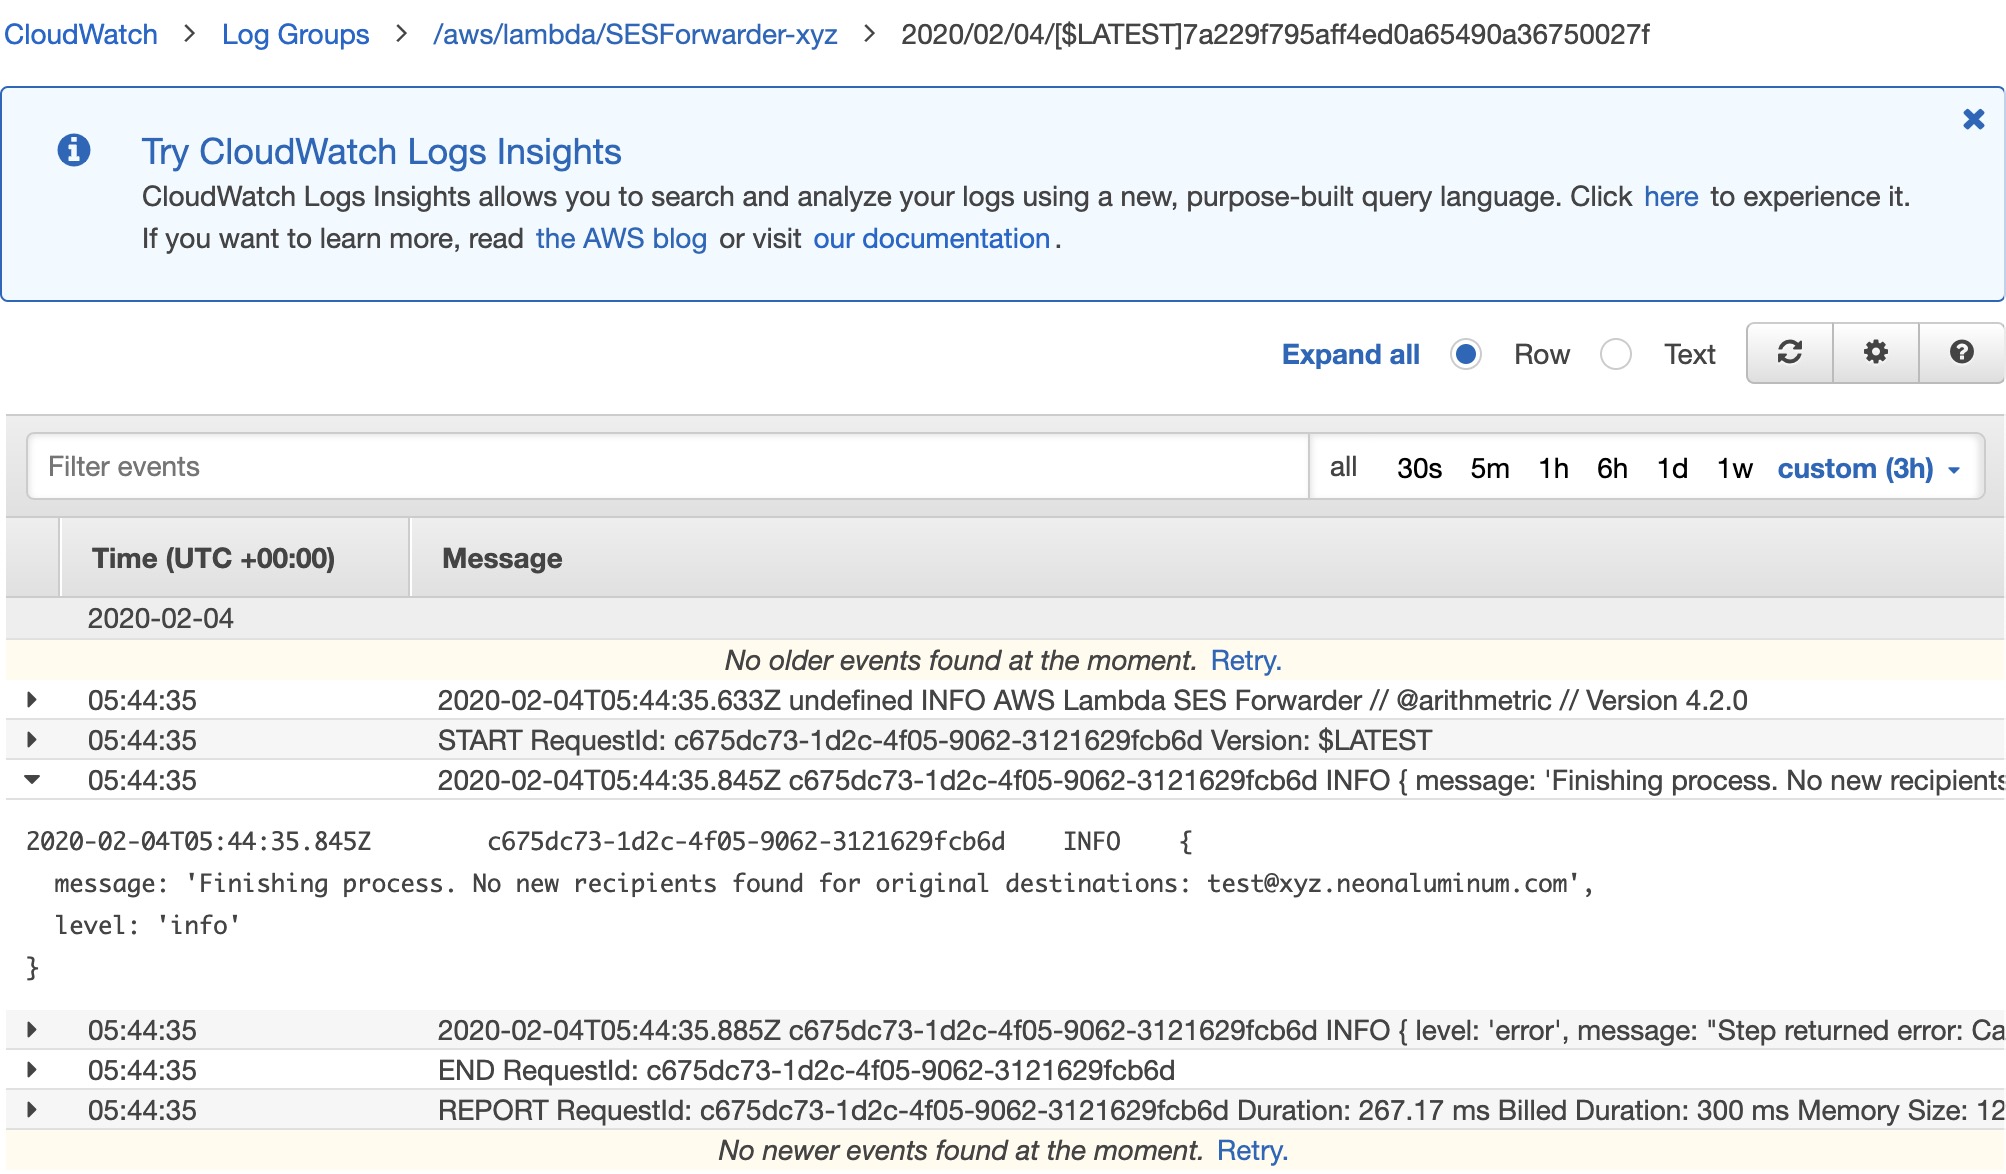 CloudWatch > Log Groups > /aws/lambda/SESForwarder-xyz > 2020/02/04/[$LATEST]7a229f795aff4ed0a65490a36750027f
Try CloudWatch Logs Insights
CloudWatch Logs Insights allows you to search and analyze your logs using a new, purpose-built query language. Click here to experience it.
If you want to learn more, read the AWS blog or visit our documentation.
Expand all Row Text
Filter events all 30s 5m 1h 6h 1d 1w custom (3h)
Time (UTC +00:00) Message
2020-02-04
No older events found at the moment. Retry.
05:44:35 2020-02-04T05:44:35.633Z undefined INFO AWS Lambda SES Forwarder // @arithmetric // Version 4.2.0
05:44:35 START RequestId: c675dc73-1d2c-4f05-9062-3121629fcb6d Version: $LATEST
05:44:35 2020-02-04T05:44:35.845Z c675dc73-1d2c-4f05-9062-3121629fcb6d INFO { message: 'Finishing process. No new recipients
2020-02-04T05:44:35.845Z c675dc73-1d2c-4f05-9062-3121629fcb6d INFO {
message: 'Finishing process. No new recipients found for original destinations: test@xyz.neonaluminum.com',
level: 'info'
}
05:44:35 2020-02-04T05:44:35.885Z c675dc73-1d2c-4f05-9062-3121629fcb6d INFO { level: 'error', message: "Step returned error: Ca
05:44:35 END RequestId: c675dc73-1d2c-4f05-9062-3121629fcb6d
05:44:35 REPORT RequestId: c675dc73-1d2c-4f05-9062-3121629fcb6d Duration: 267.17 ms Billed Duration: 300 ms Memory Size: 12
No newer events found at the moment. Retry.